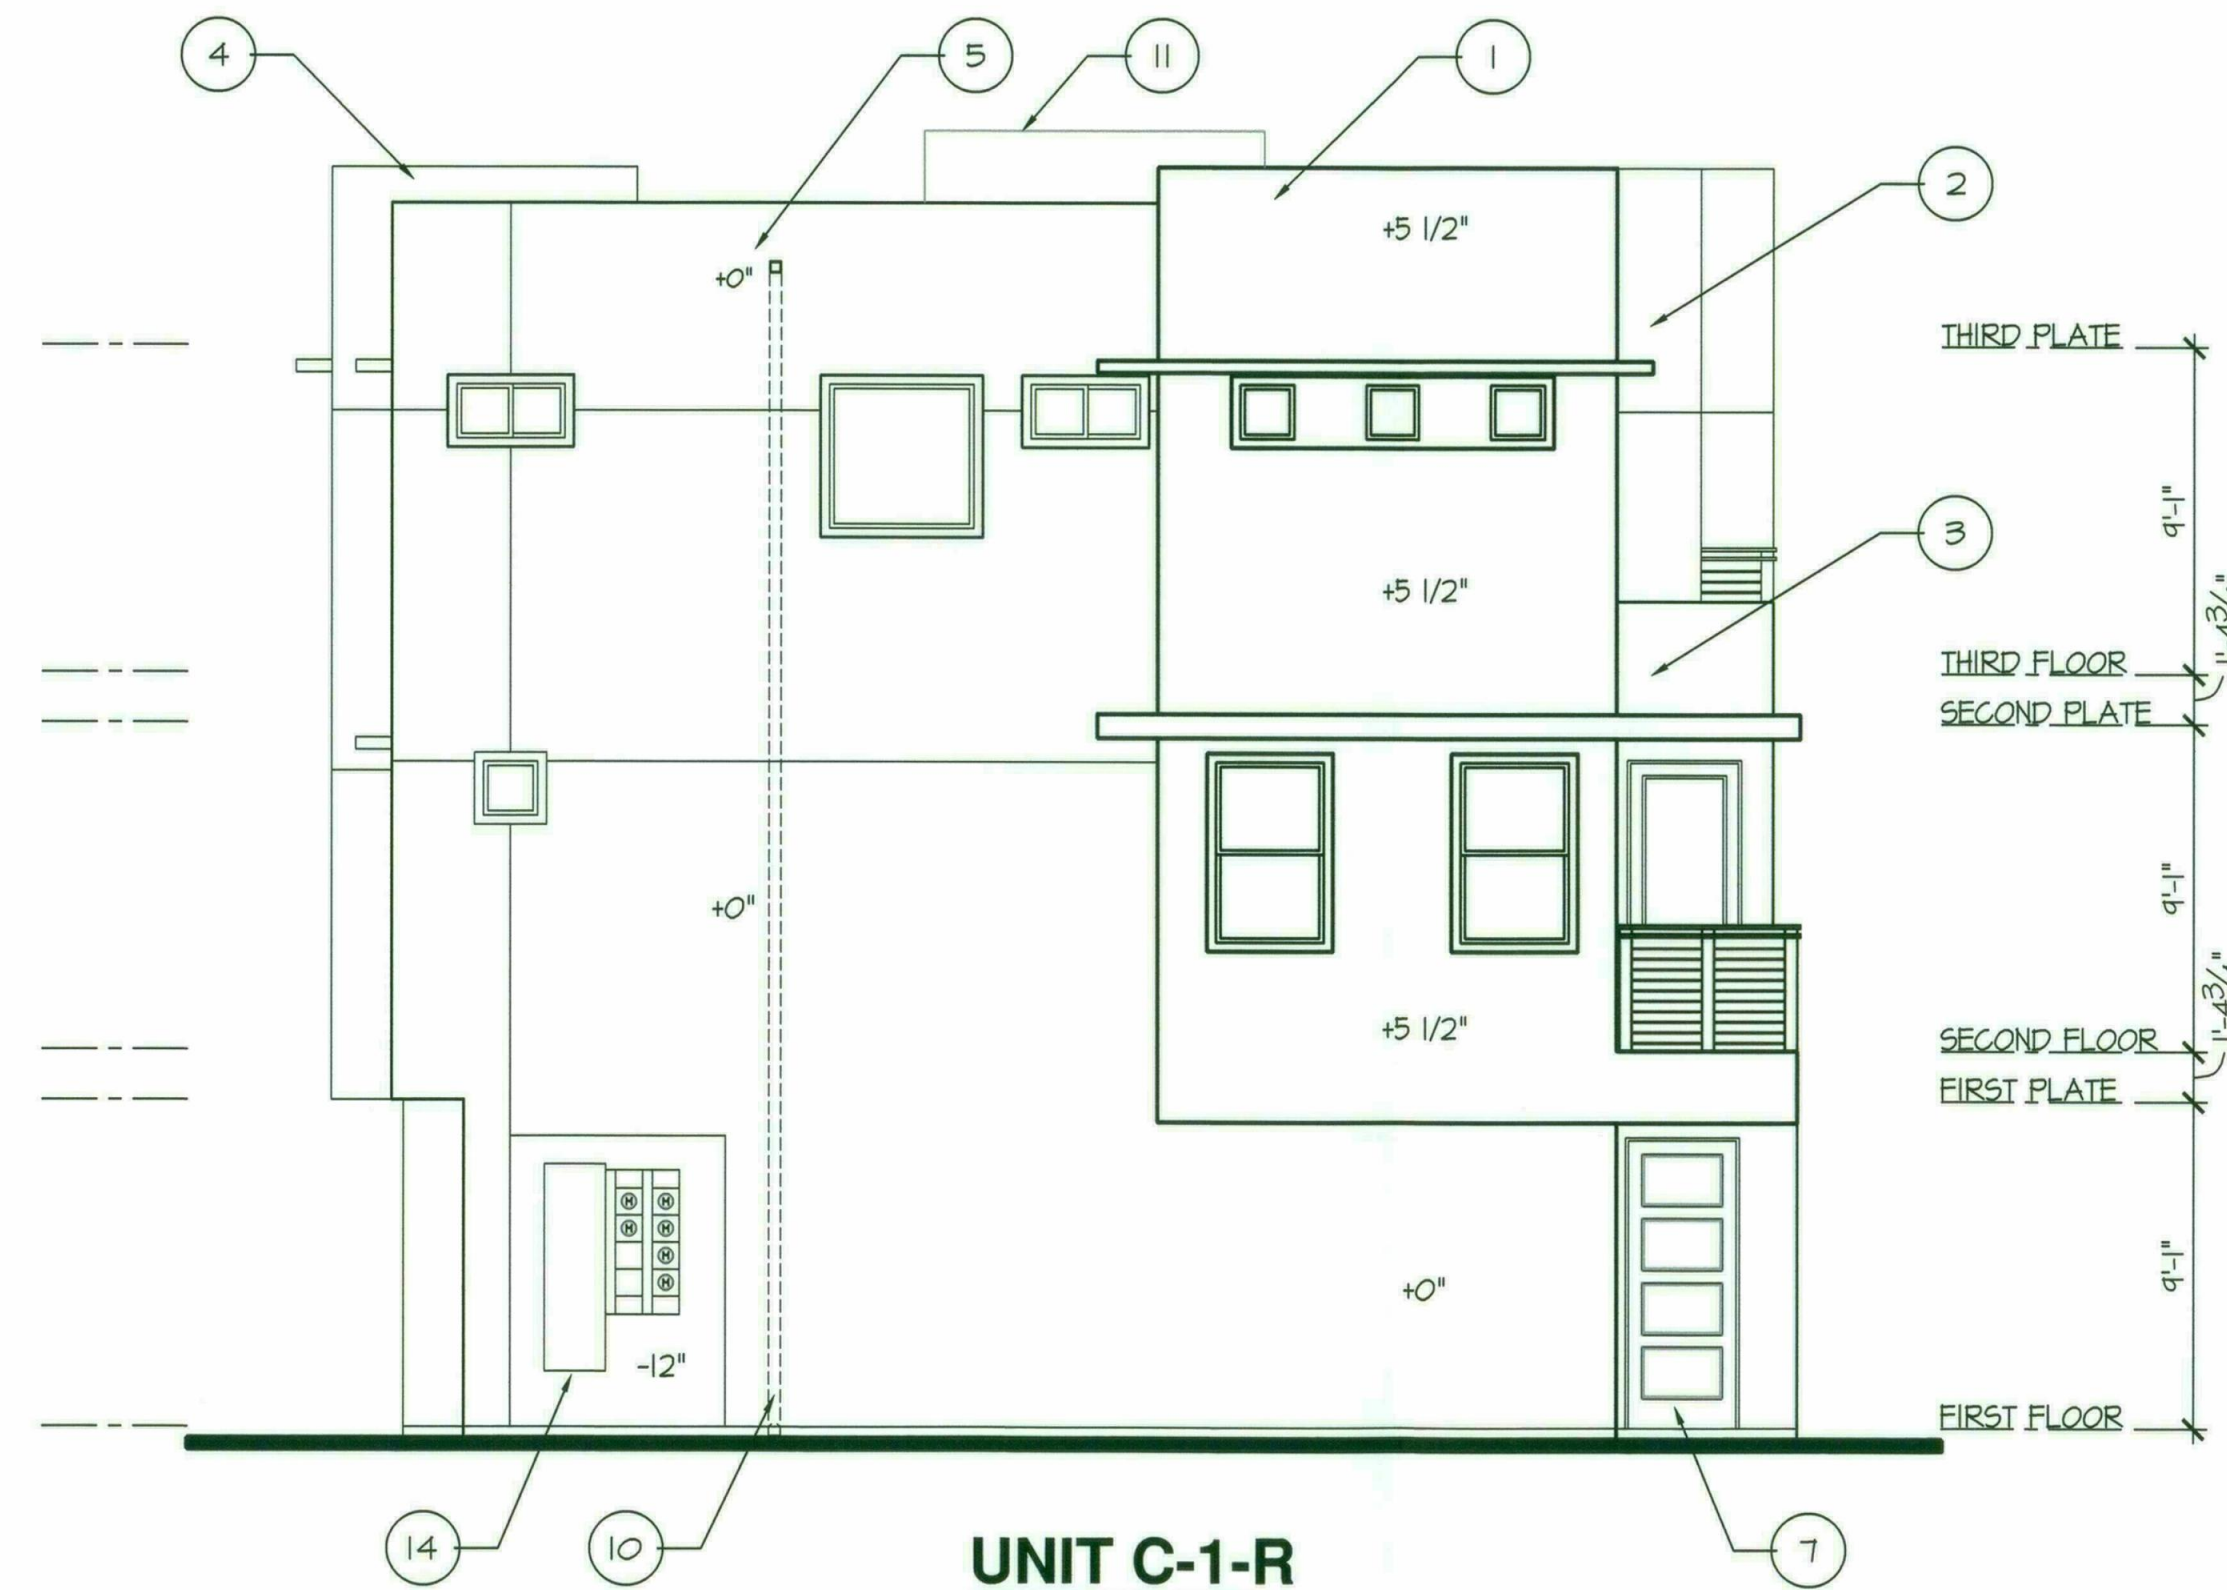 4
5
11
1
2
+5 1/2"
+0"
THIRD PLATE
9'-1"
3
+5 1/2"
THIRD FLOOR
SECOND PLATE
+0"
9'-1"
+5 1/2"
SECOND FLOOR
FIRST PLATE
M M
M M
M
M
9'-1"
+0"
-12"
FIRST FLOOR
14
10
7
UNIT C-1-R